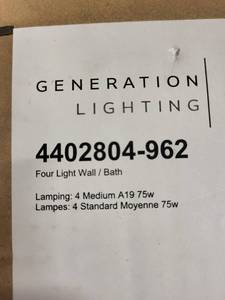 GENERATION
LIGHTING
4402804-962
Four Light Wall / Bath
Lamping: 4 Medium A19 75w
Lampes: 4 Standard Moyenne 75w